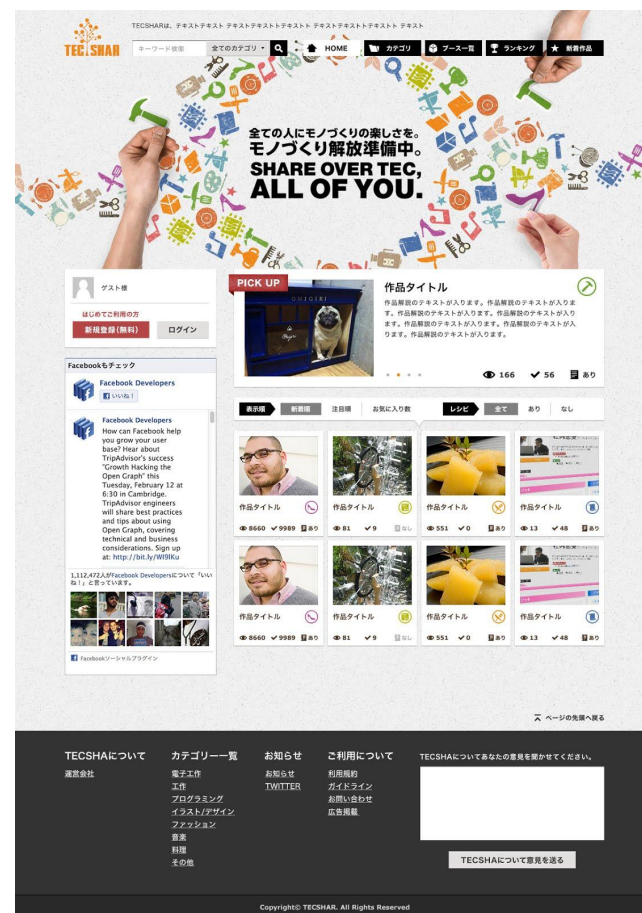 TECSHARは、テキストテキスト テキストテキストトテキストト テキストテキストトテキストト テキスト
TECSHAR
キーワード検索
全てのカテゴリ
HOME
カテゴリ
ブース一覧
ランキング
新着作品
全ての人にモノづくりの楽しさを。
モノづくり解放準備中。
SHARE OVER TEC,
ALL OF YOU.
ゲスト様
はじめてご利用の方
新規登録(無料)
ログイン
PICK UP
OMIGIRI
作品タイトル
作品解説のテキストが入ります。作品解説のテキストが入りま
す。作品解説のテキストが入ります。作品解説のテキストが入り
ます。作品解説のテキストが入ります。作品解説のテキストが入
ります。作品解説のテキストが入ります。
166
56
あり
Facebookもチェック
Facebook Developers
いいね！
Facebook Developers
How can Facebook help
you grow your user
base? Hear about
TripAdvisor's success
"Growth Hacking the
Open Graph" this
Tuesday, February 12 at
6:30 in Cambridge.
TripAdvisor engineers
will share best practices
and tips about using
Open Graph, covering
technical and business
considerations. Sign up
at: http://bit.ly/WI9IKu
1,112,472人がFacebook Developersについて「いい
ね！」と言っています。
Facebookソーシャルプラグイン
表示順
新着順
注目順
お気に入り数
レシピ
全て
あり
なし
作品タイトル
8660
9989
あり
作品タイトル
81
9
なし
作品タイトル
551
0
あり
作品タイトル
13
48
あり
作品タイトル
8660
9989
あり
作品タイトル
81
9
なし
作品タイトル
551
0
あり
作品タイトル
13
48
あり
ページの先頭へ戻る
TECSHAについて
運営会社
カテゴリー一覧
電子工作
工作
プログラミング
イラスト/デザイン
ファッション
音楽
料理
その他
お知らせ
お知らせ
TWITTER
ご利用について
利用規約
ガイドライン
お問い合わせ
広告掲載
TECSHAについてあなたの意見を聞かせてください。
TECSHAについて意見を送る
Copyright© TECSHAR. All Rights Reserved